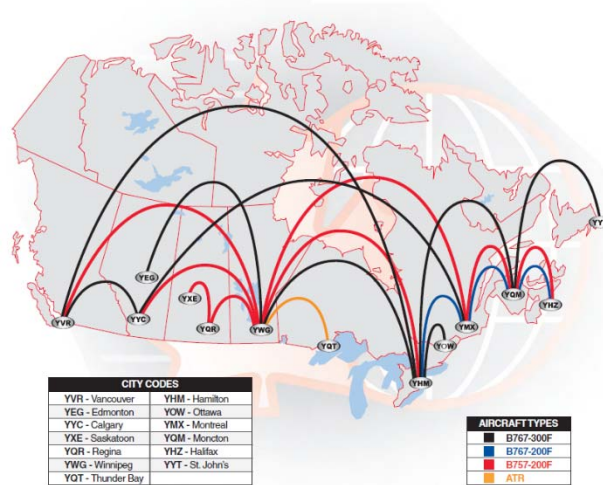 YY
YEG
YXE
YQM
YHZ
YVR
YYC
YQR
YWG
YMX
YQT
YOW
YHM
CITY CODES
YVR - Vancouver YHM - Hamilton
YEG - Edmonton YOW - Ottawa
YYC - Calgary YMX - Montreal
YXE - Saskatoon YQM - Moncton
YQR - Regina YHZ - Halifax
YWG - Winnipeg YYT - St. John's
YQT - Thunder Bay
AIRCRAFT TYPES
B767-300F
B767-200F
B757-200F
ATR